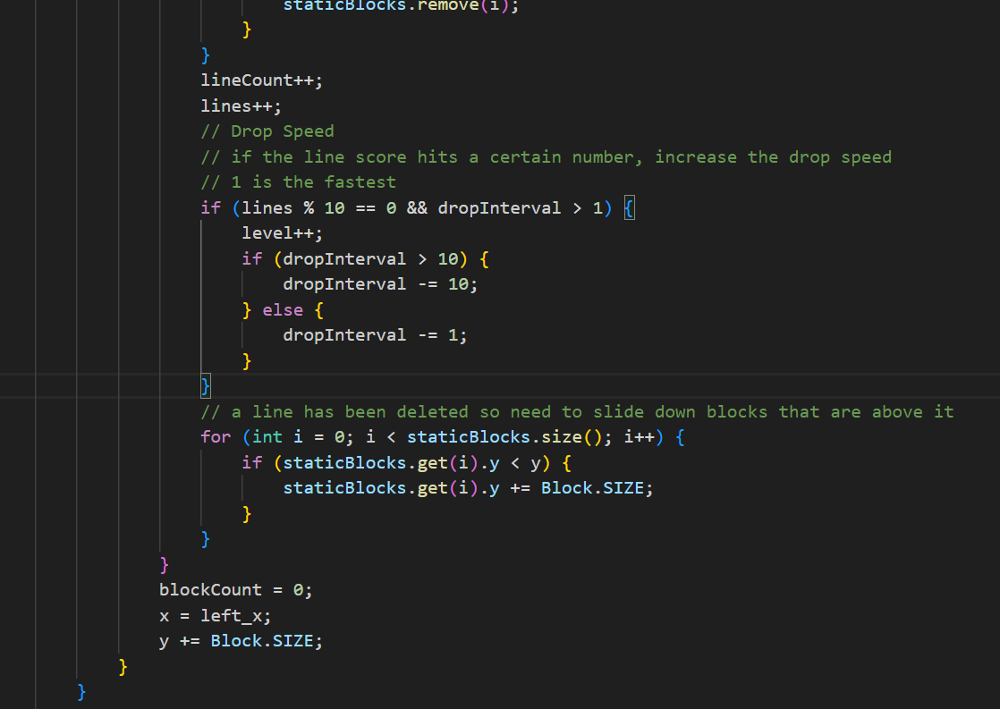 staticBlocks.remove(i);
}
}
lineCount++;
lines++;
// Drop Speed
// if the line score hits a certain number, increase the drop speed
// 1 is the fastest
if (lines % 10 == 0 && dropInterval > 1) {
level++;
if (dropInterval > 10) {
dropInterval -= 10;
} else {
dropInterval -= 1;
}
}
// a line has been deleted so need to slide down blocks that are above it
for (int i = 0; i < staticBlocks.size(); i++) {
if (staticBlocks.get(i).y < y) {
staticBlocks.get(i).y += Block.SIZE;
}
}
}
blockCount = 0;
x = left_x;
y += Block.SIZE;
}
}